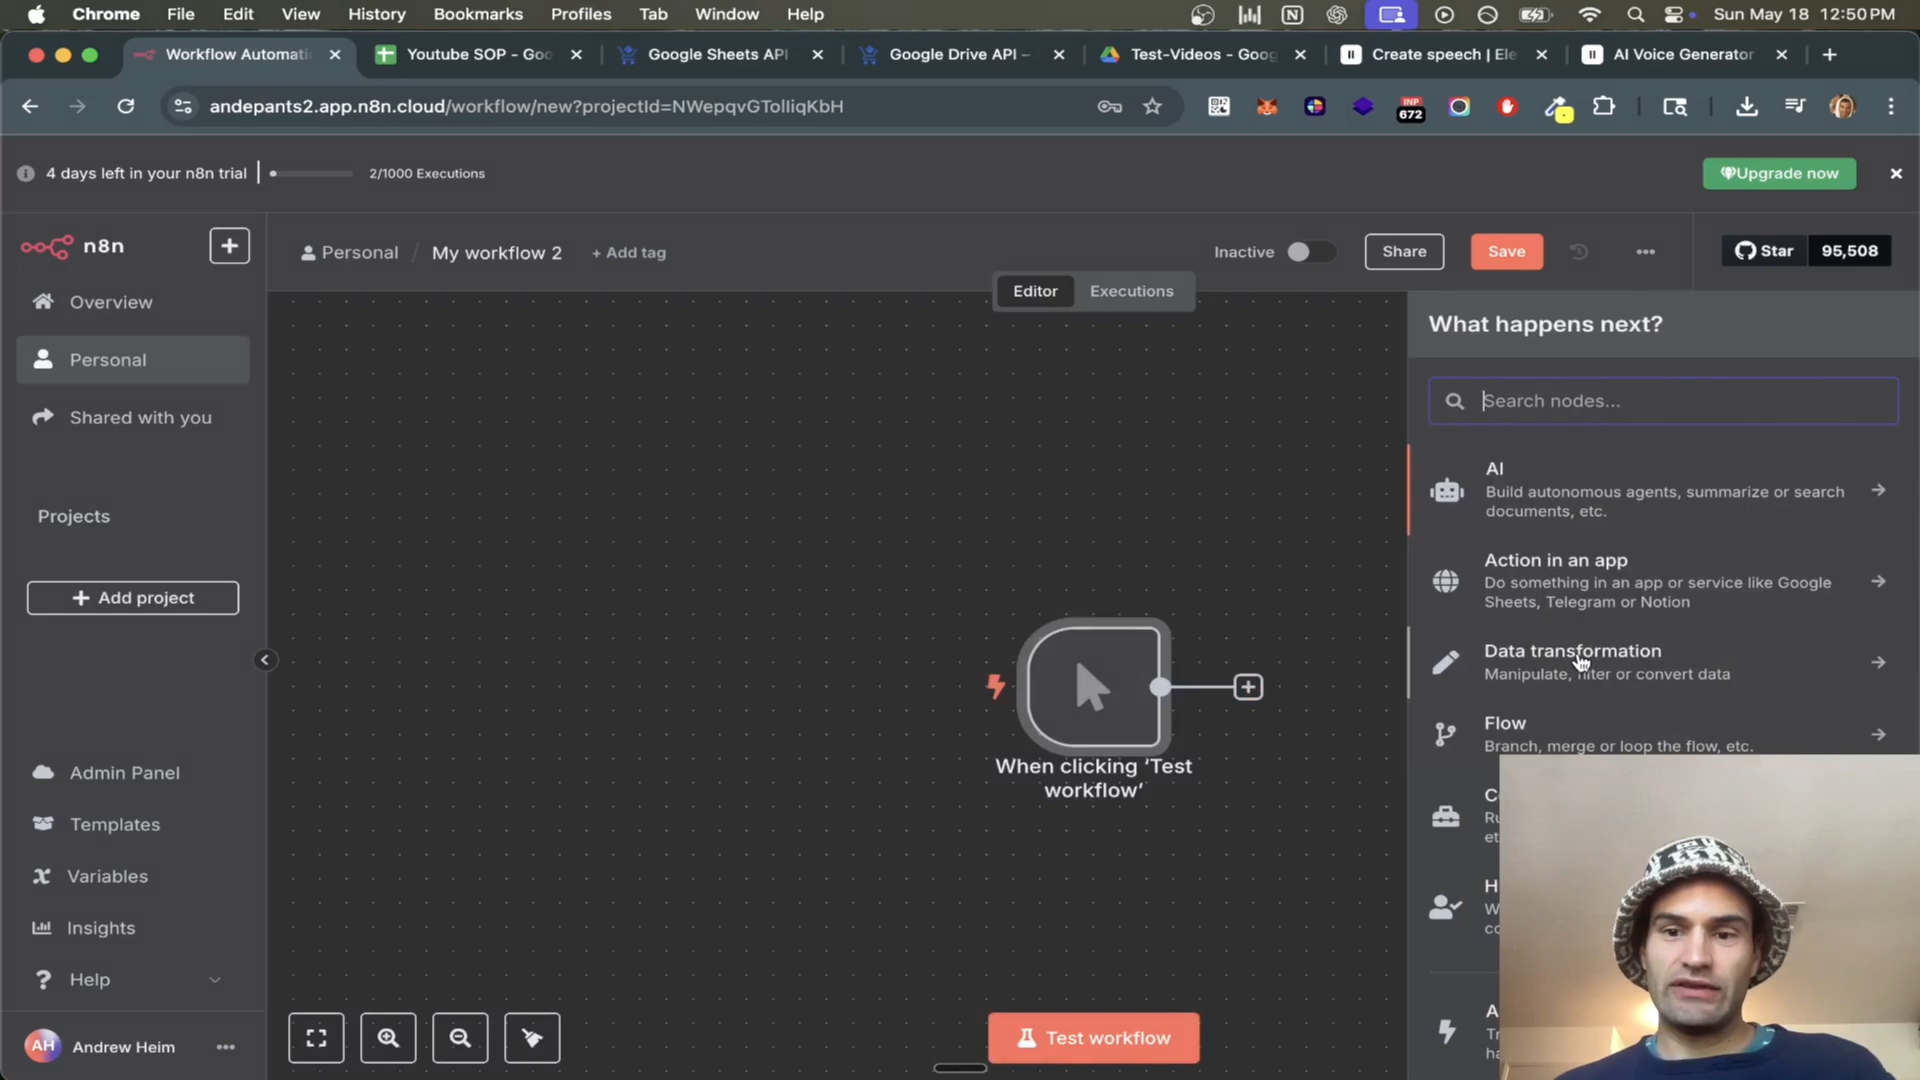 Chrome File Edit View History Bookmarks Profiles Tab Window Help
Sun May 18 12:50 PM
Workflow Automati
Youtube SOP - Goo
Google Sheets API
Google Drive API –
Test-Videos - Goog
Create speech | Ele
AI Voice Generator
andepants2.app.n8n.cloud/workflow/new?projectId=NWepqvGTolliqKbH
INP
672
4 days left in your n8n trial
2/1000 Executions
Upgrade now
n8n
Personal / My workflow 2 + Add tag
Inactive
Share
Save
Star 95,508
Editor Executions
Overview
Personal
Shared with you
Projects
+ Add project
Admin Panel
Templates
Variables
Insights
Help
AH Andrew Heim
When clicking ‘Test
workflow’
Test workflow
What happens next?
Search nodes...
AI
Build autonomous agents, summarize or search
documents, etc.
Action in an app
Do something in an app or service like Google
Sheets, Telegram or Notion
Data transformation
Manipulate, filter or convert data
Flow
Branch, merge or loop the flow, etc.